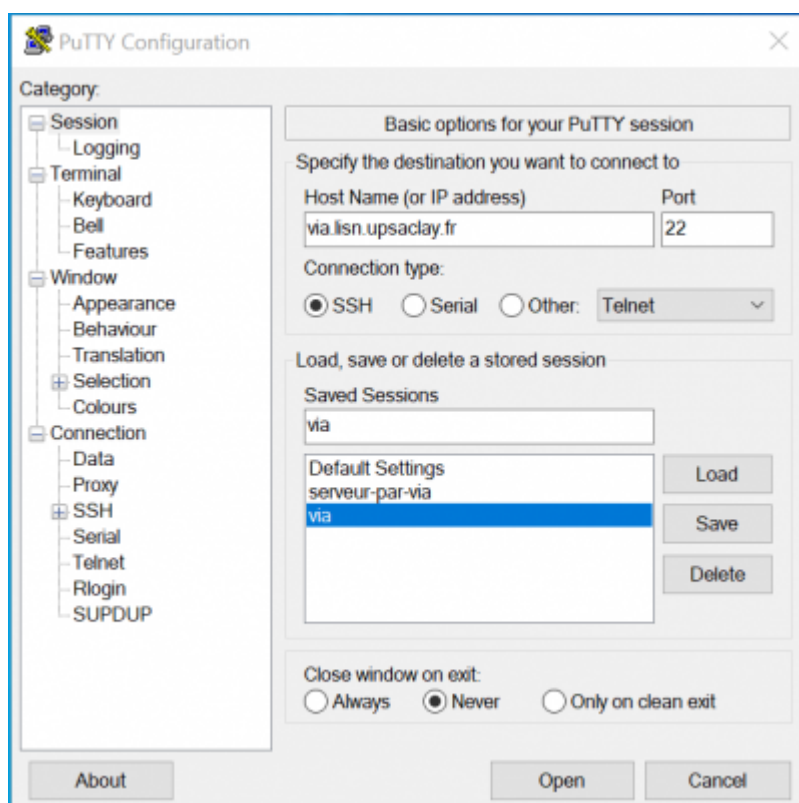 PuTTY Configuration
Category:
Session
Logging
Terminal
Keyboard
Bell
Features
Window
Appearance
Behaviour
Translation
Selection
Colours
Connection
Data
Proxy
SSH
Serial
Telnet
Rlogin
SUPDUP
Basic options for your PuTTY session
Specify the destination you want to connect to
Host Name (or IP address) Port
via.lisn.upsaclay.fr 22
Connection type:
SSH Serial Other: Telnet
Load, save or delete a stored session
Saved Sessions
via
Default Settings
serveur-par-via
via
Load
Save
Delete
Close window on exit:
Always Never Only on clean exit
About Open Cancel